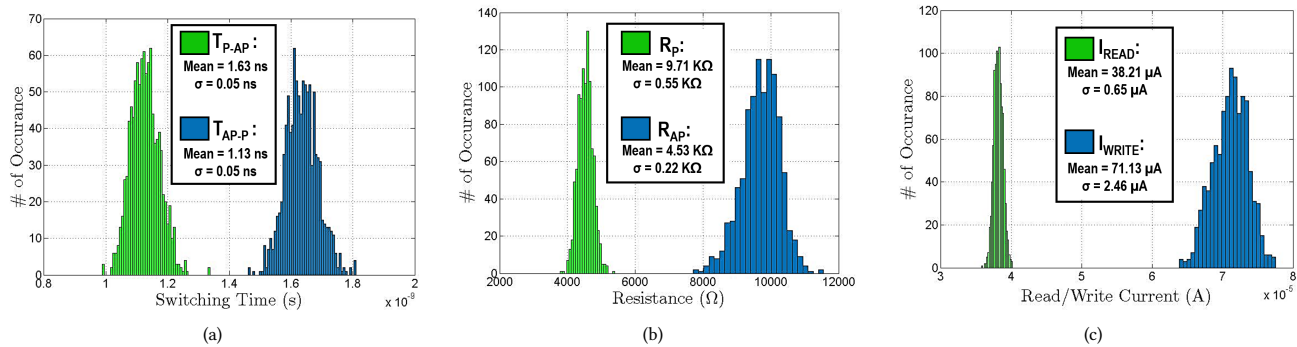 # of Occurance
70
60
50
40
30
20
10
0
T_P-AP:
Mean = 1.63 ns
σ = 0.05 ns
T_AP-P:
Mean = 1.13 ns
σ = 0.05 ns
0.8 1 1.2 1.4 1.6 1.8 2
x 10⁻⁹
Switching Time (s)
(a)
# of Occurance
140
120
100
80
60
40
20
0
R_P:
Mean = 9.71 KΩ
σ = 0.55 KΩ
R_AP:
Mean = 4.53 KΩ
σ = 0.22 KΩ
2000 4000 6000 8000 10000 12000
Resistance (Ω)
(b)
# of Occurance
120
100
80
60
40
20
0
I_READ:
Mean = 38.21 µA
σ = 0.65 µA
I_WRITE:
Mean = 71.13 µA
σ = 2.46 µA
3 4 5 6 7 8
x 10⁻⁵
Read/Write Current (A)
(c)